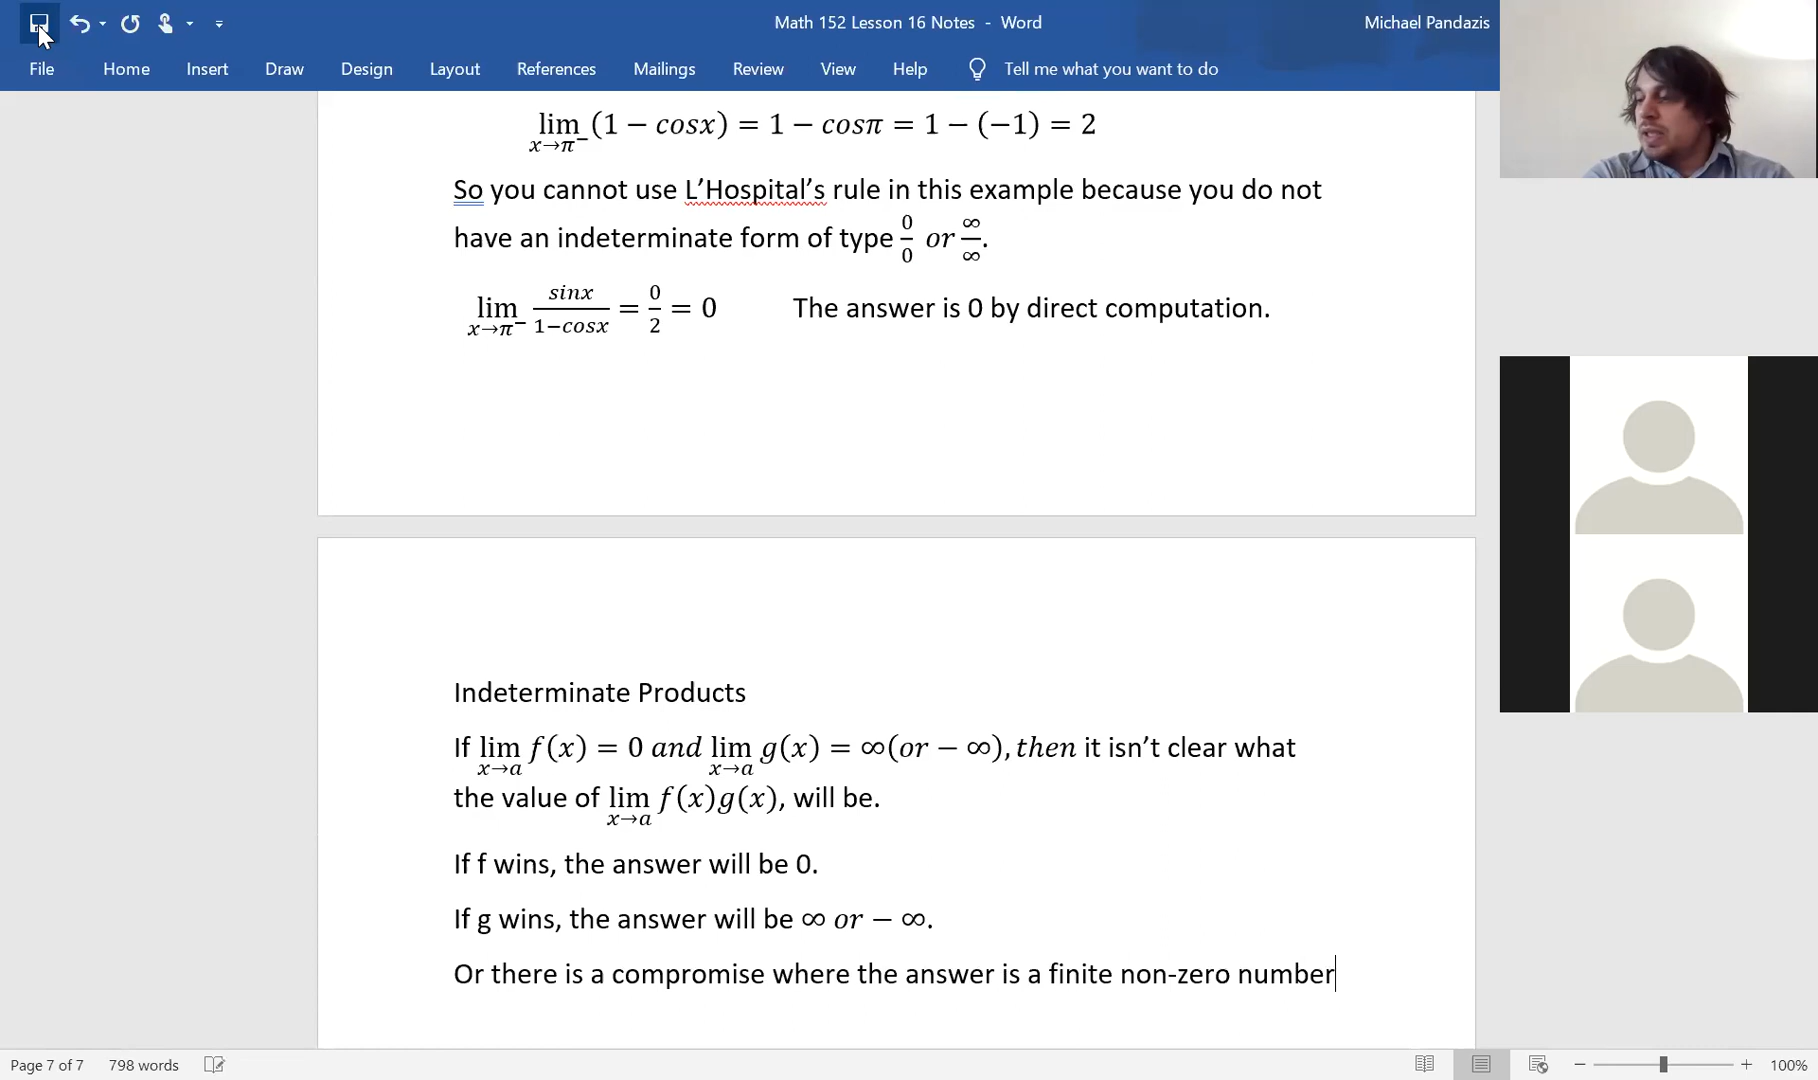 Math 152 Lesson 16 Notes - Word
Michael Pandazis
File Home Insert Draw Design Layout References Mailings Review View Help Tell me what you want to do
lim x→π⁻ (1 − cosx) = 1 − cosπ = 1 − (−1) = 2
So you cannot use L’Hospital’s rule in this example because you do not
have an indeterminate form of type 0/0 or ∞/∞.
lim x→π⁻ sinx/1−cosx = 0/2 = 0 The answer is 0 by direct computation.
Indeterminate Products
If lim x→a f(x) = 0 and lim x→a g(x) = ∞(or − ∞), then it isn’t clear what
the value of lim x→a f(x)g(x), will be.
If f wins, the answer will be 0.
If g wins, the answer will be ∞ or − ∞.
Or there is a compromise where the answer is a finite non-zero number
Page 7 of 7 798 words 100%